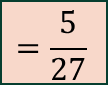 = 5/27